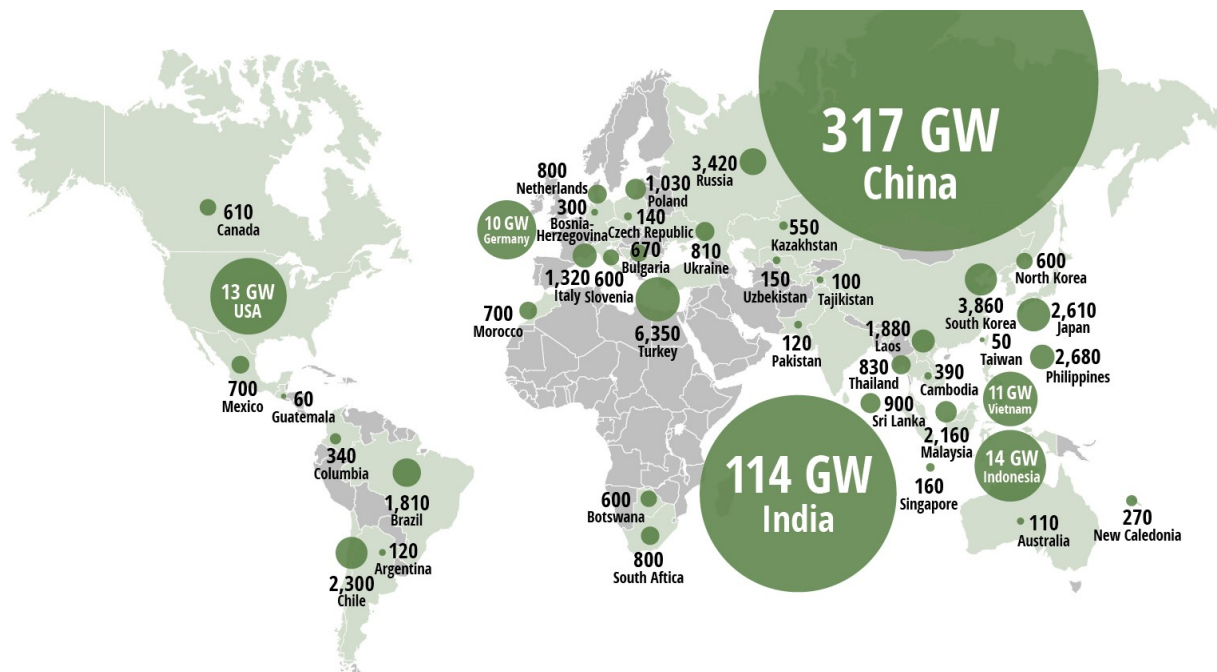 317 GW
China
3,420
Russia
800
Netherlands
1,030
Poland
300
Bosnia-
Herzegovina
140
Czech Republic
10 GW
Germany
670
Bulgaria
810
Ukraine
550
Kazakhstan
610
Canada
13 GW
USA
1,320
Italy
600
Slovenia
150
Uzbekistan
100
Tajikistan
600
North Korea
3,860
South Korea
2,610
Japan
700
Morocco
6,350
Turkey
120
Pakistan
1,880
Laos
50
Taiwan
2,680
Philippines
700
Mexico
60
Guatemala
830
Thailand
390
Cambodia
11 GW
Vietnam
900
Sri Lanka
2,160
Malaysia
340
Columbia
114 GW
India
14 GW
Indonesia
160
Singapore
1,810
Brazil
600
Botswana
110
Australia
270
New Caledonia
800
South Aftica
120
Argentina
2,300
Chile